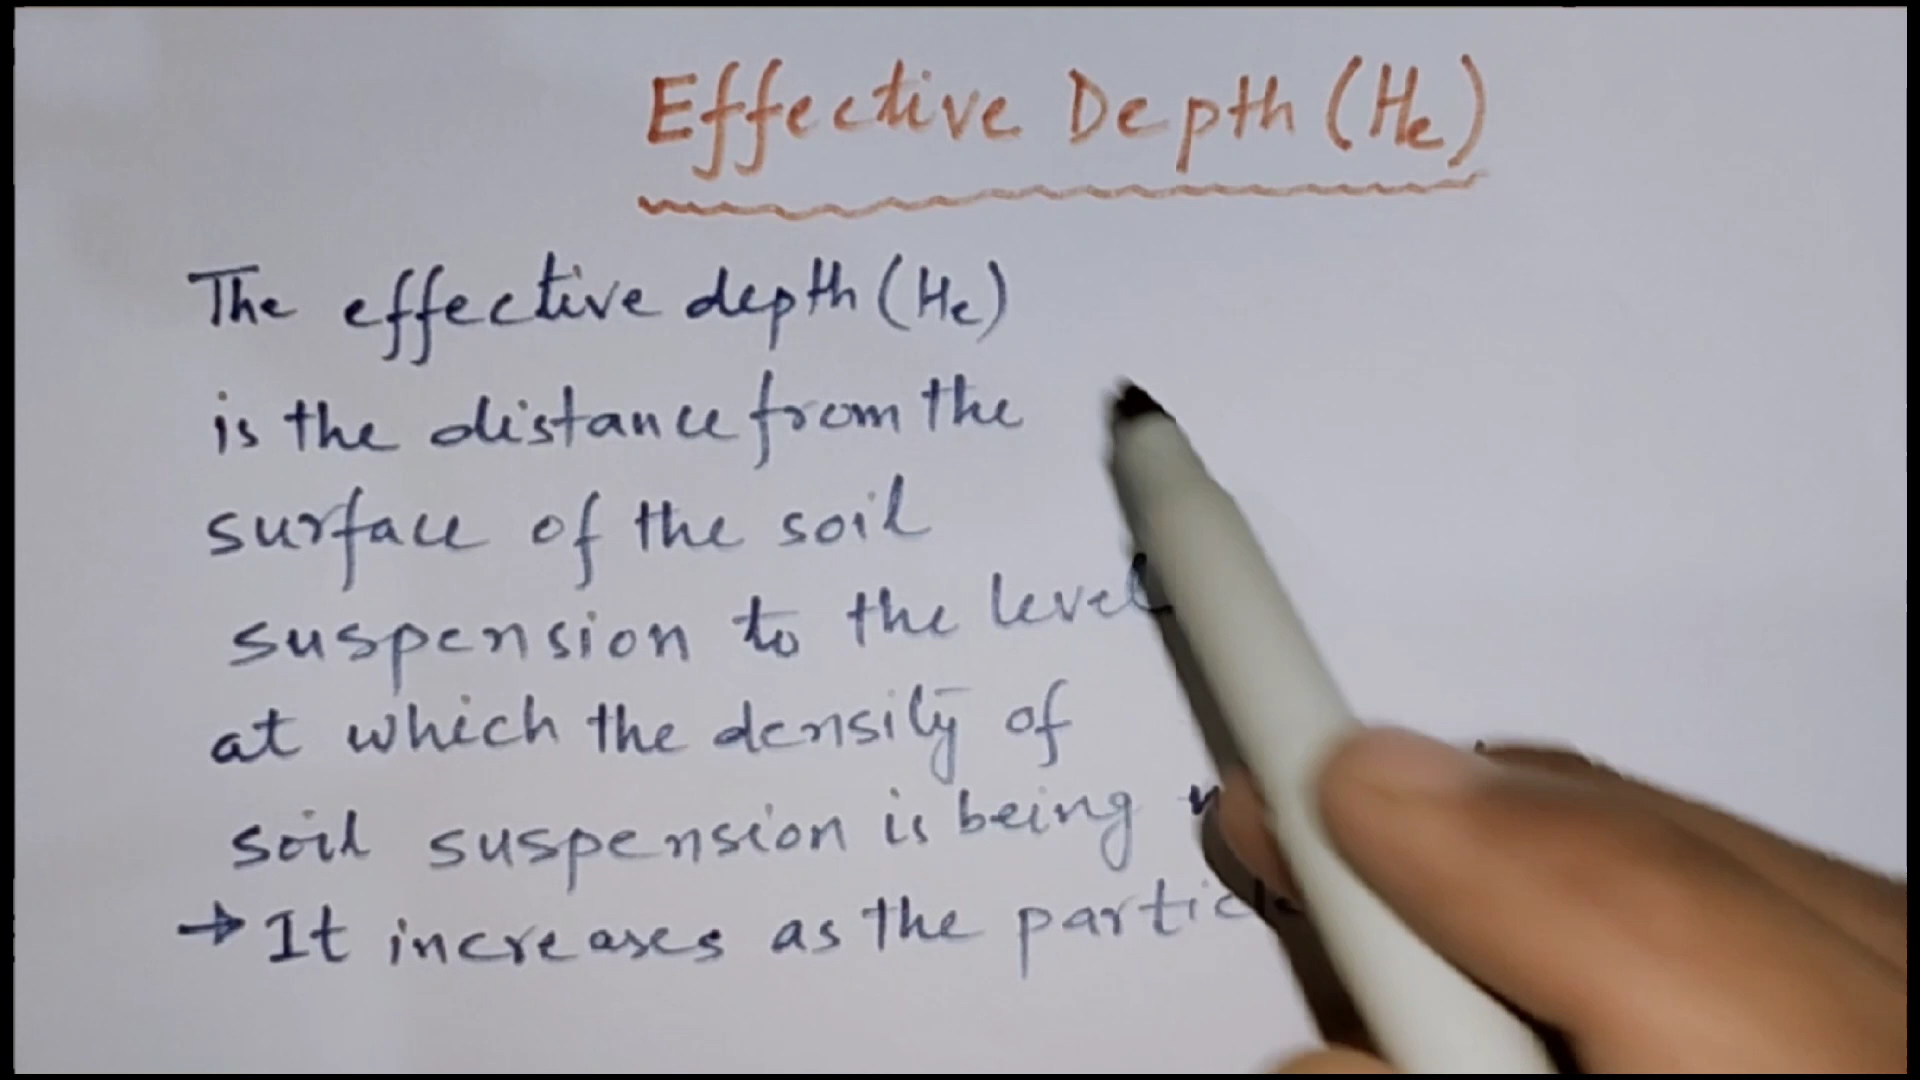 Effective Depth (He)
The effective depth (He)
is the distance from the
surface of the soil
suspension to the level
at which the density of
soil suspension is being
→ It increases as the